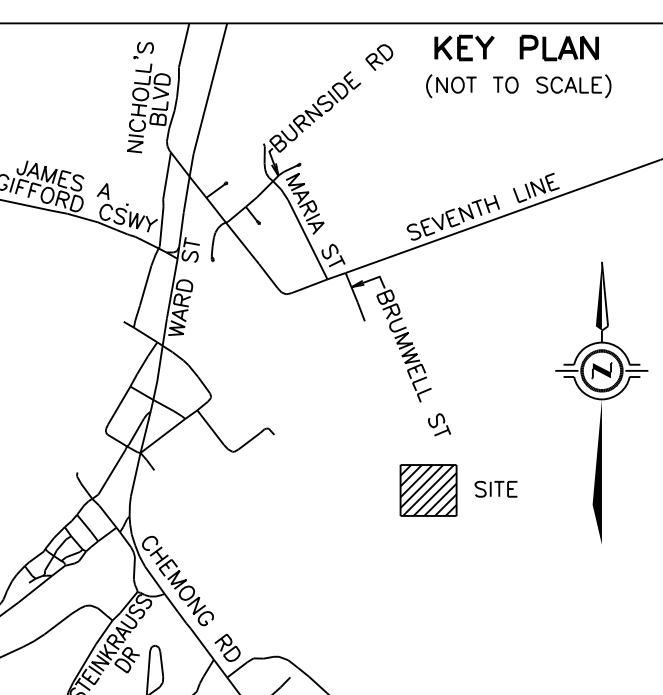 KEY PLAN
(NOT TO SCALE)
NICHOLL'S
BLVD
BURNSIDE RD
JAMES A.
GIFFORD CSWY
MARIA ST
SEVENTH LINE
WARD ST
BRUMWELL ST
N
SITE
CHEMONG RD
STEINKRAUSS
DR